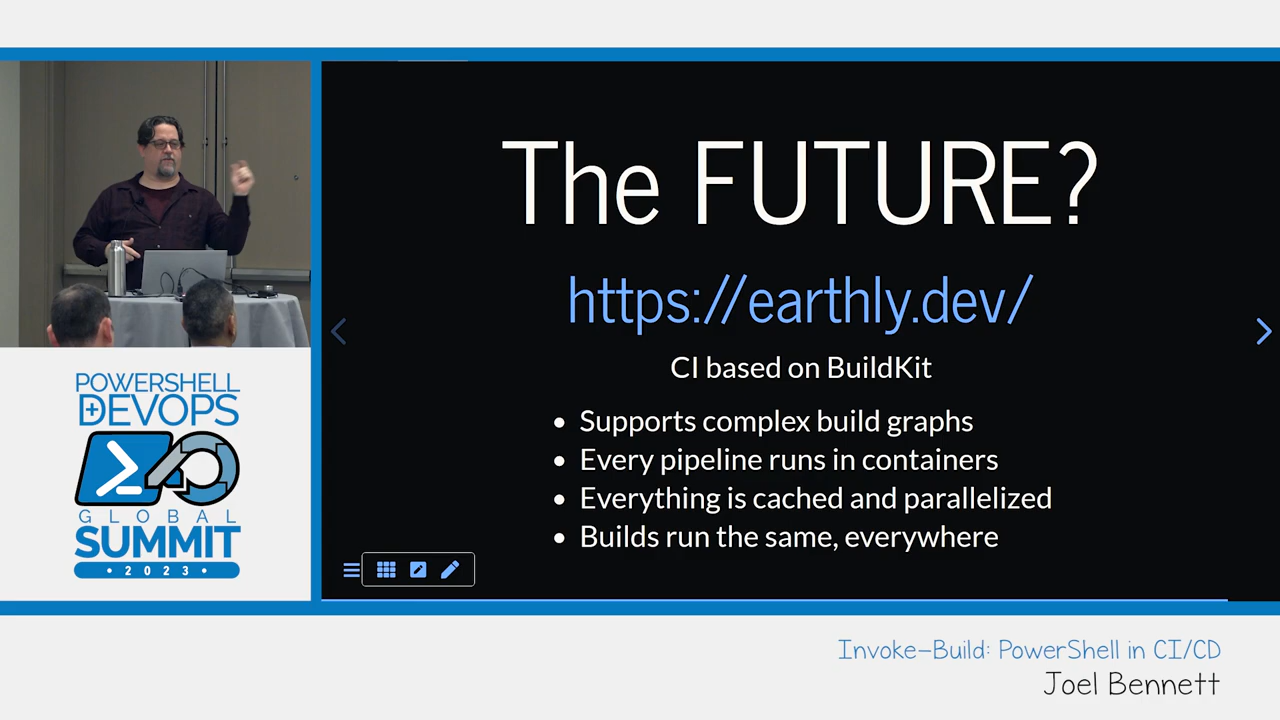 The FUTURE?
https://earthly.dev/
CI based on BuildKit
• Supports complex build graphs
• Every pipeline runs in containers
• Everything is cached and parallelized
• Builds run the same, everywhere
POWERSHELL
+DEVOPS
GLOBAL
SUMMIT
• 2023 •
Invoke-Build: PowerShell in CI/CD
Joel Bennett